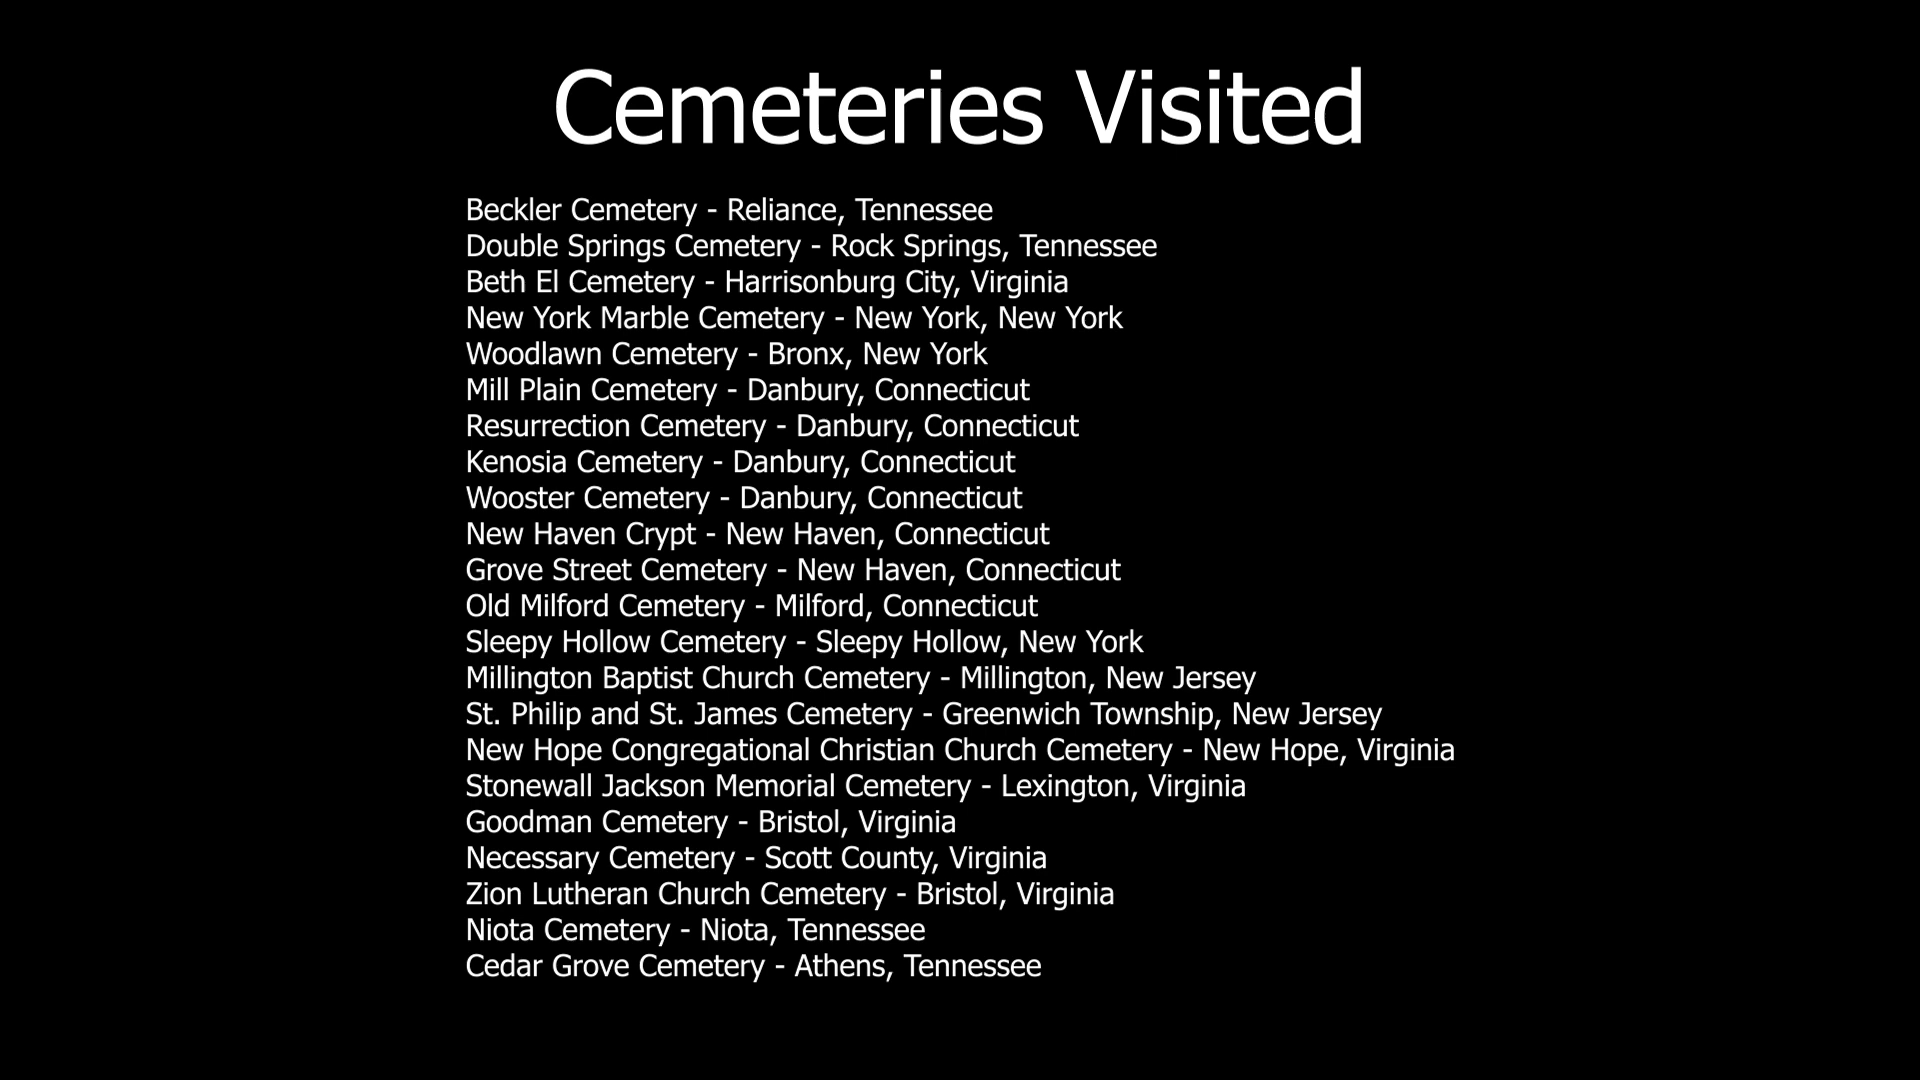 Cemeteries Visited
Beckler Cemetery - Reliance, Tennessee
Double Springs Cemetery - Rock Springs, Tennessee
Beth El Cemetery - Harrisonburg City, Virginia
New York Marble Cemetery - New York, New York
Woodlawn Cemetery - Bronx, New York
Mill Plain Cemetery - Danbury, Connecticut
Resurrection Cemetery - Danbury, Connecticut
Kenosia Cemetery - Danbury, Connecticut
Wooster Cemetery - Danbury, Connecticut
New Haven Crypt - New Haven, Connecticut
Grove Street Cemetery - New Haven, Connecticut
Old Milford Cemetery - Milford, Connecticut
Sleepy Hollow Cemetery - Sleepy Hollow, New York
Millington Baptist Church Cemetery - Millington, New Jersey
St. Philip and St. James Cemetery - Greenwich Township, New Jersey
New Hope Congregational Christian Church Cemetery - New Hope, Virginia
Stonewall Jackson Memorial Cemetery - Lexington, Virginia
Goodman Cemetery - Bristol, Virginia
Necessary Cemetery - Scott County, Virginia
Zion Lutheran Church Cemetery - Bristol, Virginia
Niota Cemetery - Niota, Tennessee
Cedar Grove Cemetery - Athens, Tennessee